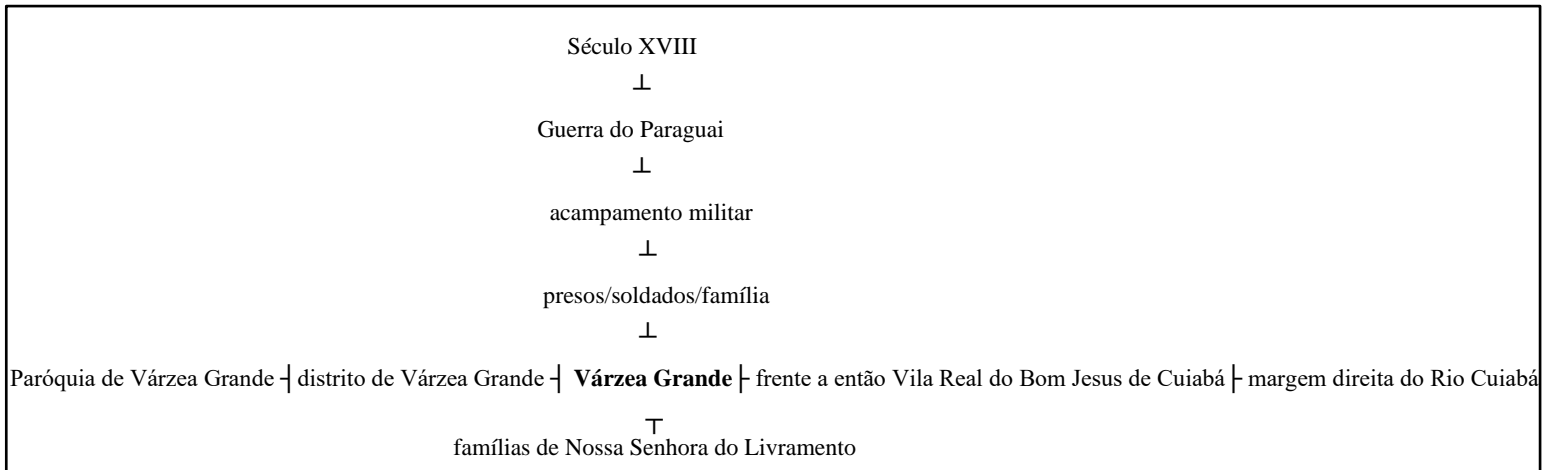 Século XVIII
⊥
Guerra do Paraguai
⊥
acampamento militar
⊥
presos/soldados/família
⊥
Paróquia de Várzea Grande ┤distrito de Várzea Grande ┤ Várzea Grande ├ frente a então Vila Real do Bom Jesus de Cuiabá ├ margem direita do Rio Cuiabá
┬
famílias de Nossa Senhora do Livramento